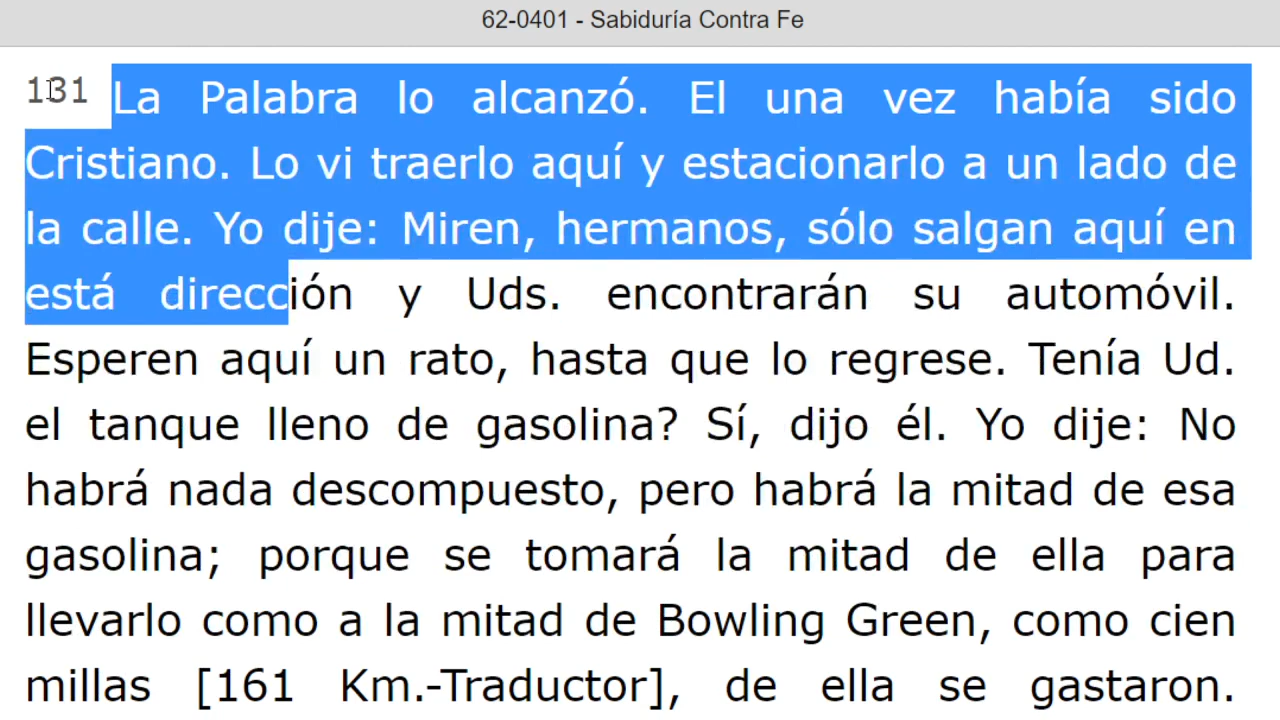 62-0401 - Sabiduría Contra Fe
131 La Palabra lo alcanzó. El una vez había sido
Cristiano. Lo vi traerlo aquí y estacionarlo a un lado de
la calle. Yo dije: Miren, hermanos, sólo salgan aquí en
está dirección y Uds. encontrarán su automóvil.
Esperen aquí un rato, hasta que lo regrese. Tenía Ud.
el tanque lleno de gasolina? Sí, dijo él. Yo dije: No
habrá nada descompuesto, pero habrá la mitad de esa
gasolina; porque se tomará la mitad de ella para
llevarlo como a la mitad de Bowling Green, como cien
millas [161 Km.-Traductor], de ella se gastaron.